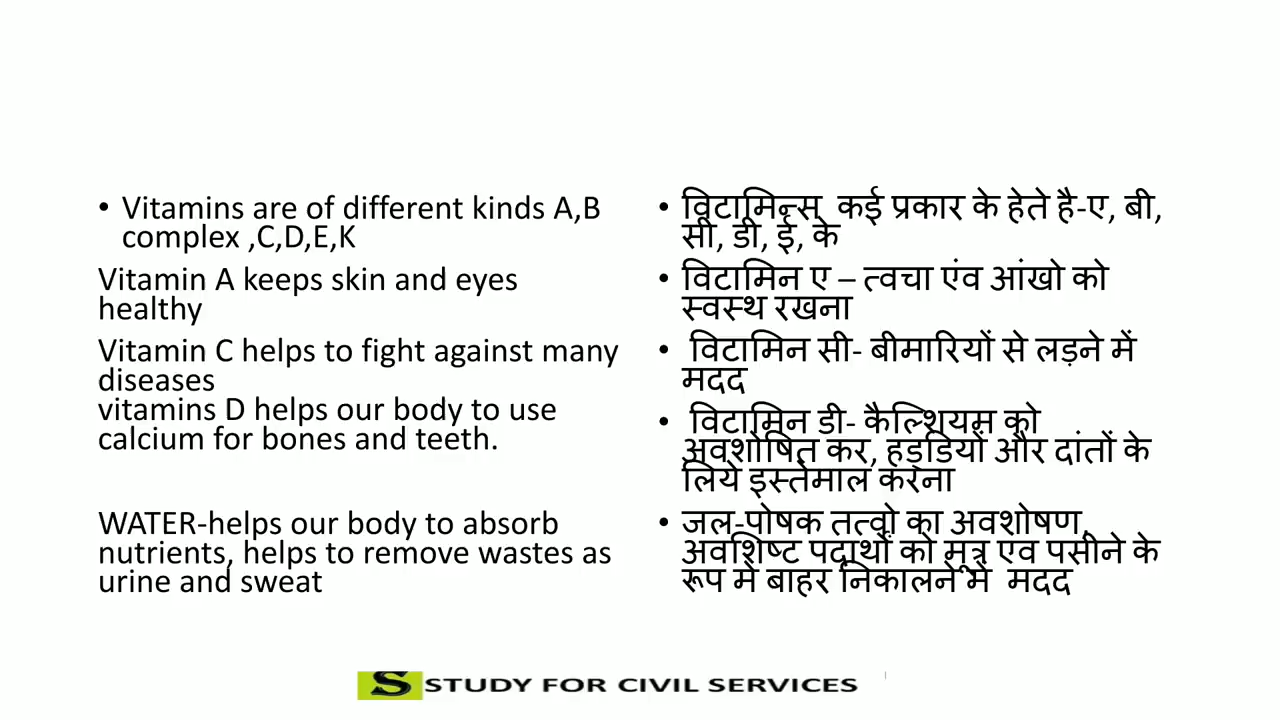 • Vitamins are of different kinds A,B
complex ,C,D,E,K
Vitamin A keeps skin and eyes
healthy
Vitamin C helps to fight against many
diseases
vitamins D helps our body to use
calcium for bones and teeth.
WATER-helps our body to absorb
nutrients, helps to remove wastes as
urine and sweat
• विटामिन्स कई प्रकार के हेते है-ए, बी,
सी, डी, ई, के
• विटामिन ए – त्वचा एंव आंखो को
स्वस्थ रखना
• विटामिन सी- बीमारियों से लड़ने में
मदद
• विटामिन डी- कैल्शियम को
अवशोषित कर, हड्डियों और दांतों के
लिये इस्तेमाल करना
• जल-पोषक तत्वो का अवशोषण,
अवशिष्ट पदार्थों को मूत्र एंव पसीने के
रूप में बाहर निकालने में मदद
S STUDY FOR CIVIL SERVICES